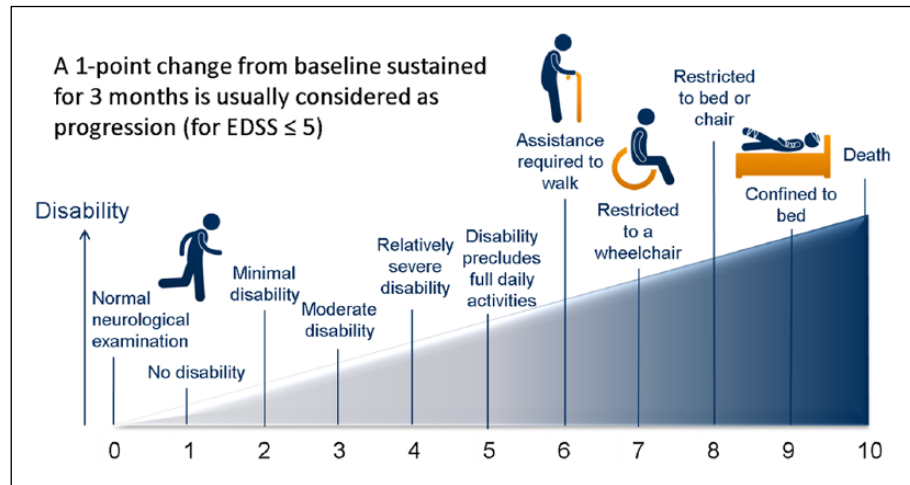 A 1-point change from baseline sustained
for 3 months is usually considered as
progression (for EDSS ≤ 5)
Disability
Normal
neurological
examination
No disability
Minimal
disability
Moderate
disability
Relatively
severe
disability
Disability
precludes
full daily
activities
Assistance
required to
walk
Restricted
to a
wheelchair
Restricted
to bed or
chair
Confined to
bed
Death
0 1 2 3 4 5 6 7 8 9 10